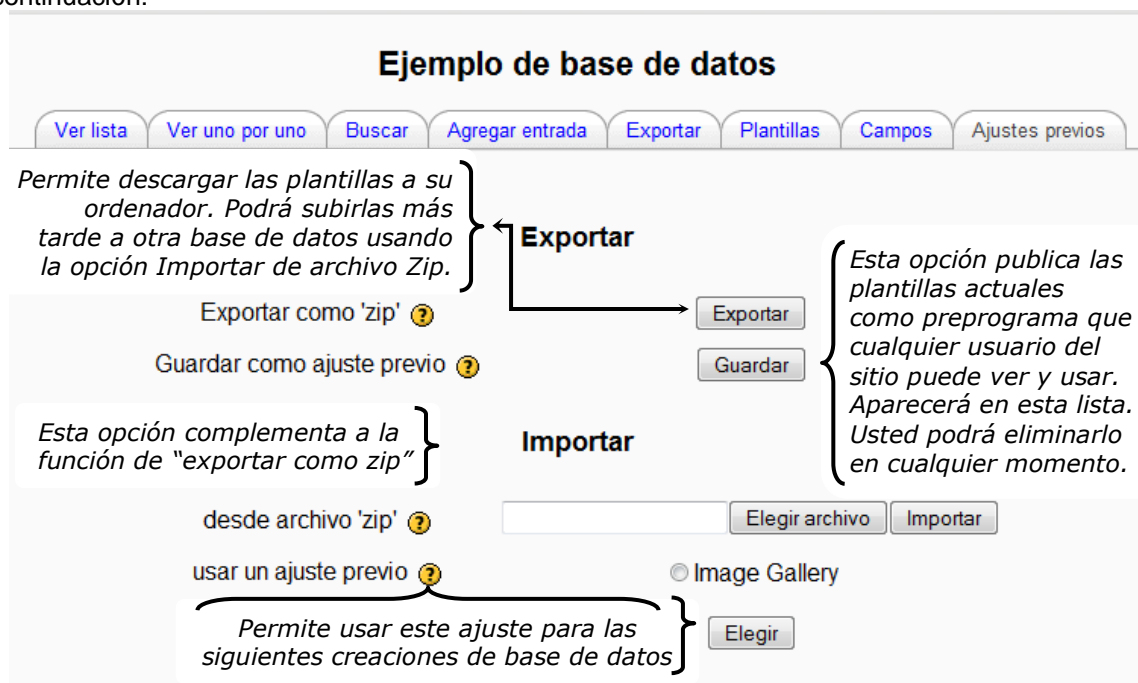 continuación.
Ejemplo de base de datos
Ver lista Ver uno por uno Buscar Agregar entrada Exportar Plantillas Campos Ajustes previos
Permite descargar las plantillas a su
ordenador. Podrá subirlas más
tarde a otra base de datos usando
la opción Importar de archivo Zip.
Exportar
Exportar como 'zip' ? Exportar
Guardar como ajuste previo ? Guardar
Esta opción publica las
plantillas actuales
como preprograma que
cualquier usuario del
sitio puede ver y usar.
Aparecerá en esta lista.
Usted podrá eliminarlo
en cualquier momento.
Esta opción complementa a la
función de “exportar como zip”
Importar
desde archivo 'zip' ? Elegir archivo Importar
usar un ajuste previo ? Image Gallery
Permite usar este ajuste para las
siguientes creaciones de base de datos
Elegir